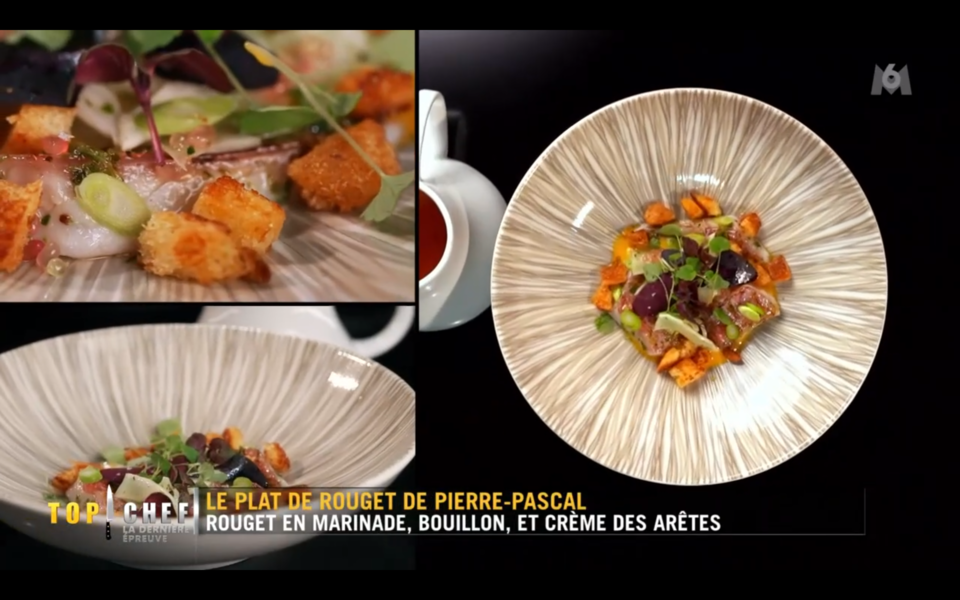 M6
LE PLAT DE ROUGET DE PIERRE-PASCAL
ROUGET EN MARINADE, BOUILLON, ET CRÈME DES ARÊTES
TOP CHEF
LA DERNIÈRE
ÉPREUVE